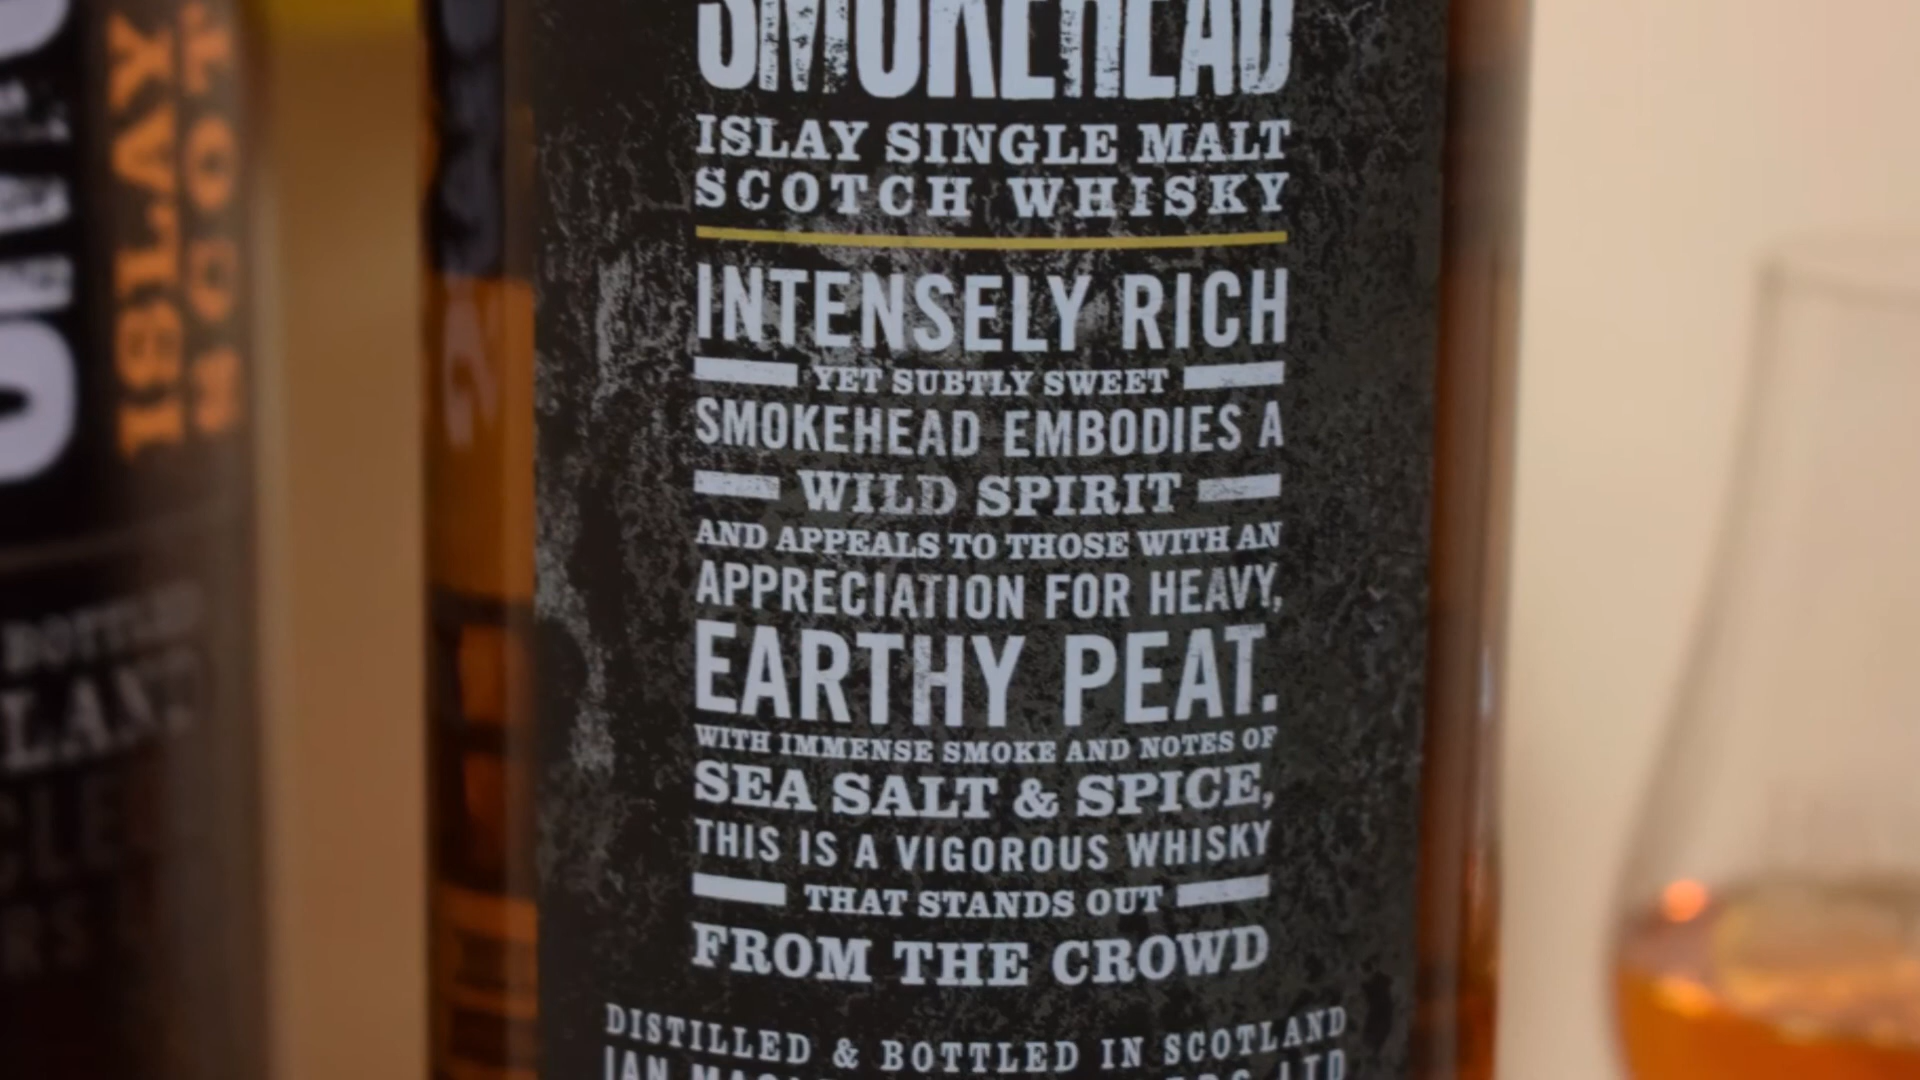 SMOKEHEAD
ISLAY SINGLE MALT
SCOTCH WHISKY
INTENSELY RICH
YET SUBTLY SWEET
SMOKEHEAD EMBODIES A
WILD SPIRIT
AND APPEALS TO THOSE WITH AN
APPRECIATION FOR HEAVY,
EARTHY PEAT.
WITH IMMENSE SMOKE AND NOTES OF
SEA SALT & SPICE,
THIS IS A VIGOROUS WHISKY
THAT STANDS OUT
FROM THE CROWD
DISTILLED & BOTTLED IN SCOTLAND
IAN
LTD
ISLAY